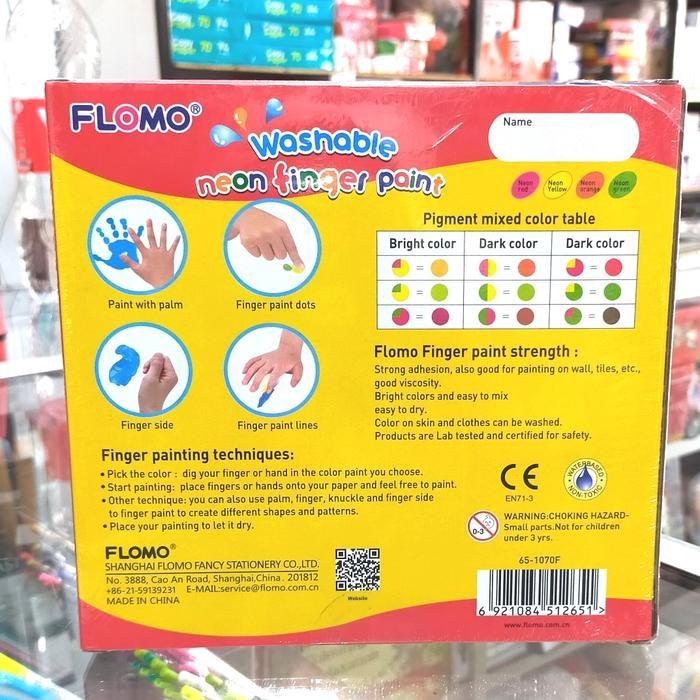 FLOMO®
Washable
neon finger paint
Name
Neon red
Neon Yellow
Neon orange
Neon green
Pigment mixed color table
Bright color Dark color Dark color
=
=
=
=
=
=
=
=
=
Paint with palm
Finger paint dots
Finger side
Finger paint lines
Flomo Finger paint strength :
Strong adhesion, also good for painting on wall, tiles, etc.,
good viscosity.
Bright colors and easy to mix
easy to dry.
Color on skin and clothes can be washed.
Products are Lab tested and certified for safety.
Finger painting techniques:
• Pick the color : dig your finger or hand in the color paint you choose.
• Start painting: place fingers or hands onto your paper and feel free to paint.
• Other technique: you can also use palm, finger, knuckle and finger side
to finger paint to create different shapes and patterns.
• Place your painting to let it dry.
CE
EN71-3
WATERBASED
NON-TOXIC
0-3
WARNING:CHOKING HAZARD-
Small parts.Not for children
under 3 yrs.
FLOMO®
SHANGHAI FLOMO FANCY STATIONERY CO.,LTD.
No. 3888, Cao An Road, Shanghai,China. 201812
+86-21-59139231 E-MAIL:service@flomo.com.cn
MADE IN CHINA
Website
65-1070F
6 921084 512651 >
www.flomo.com.cn